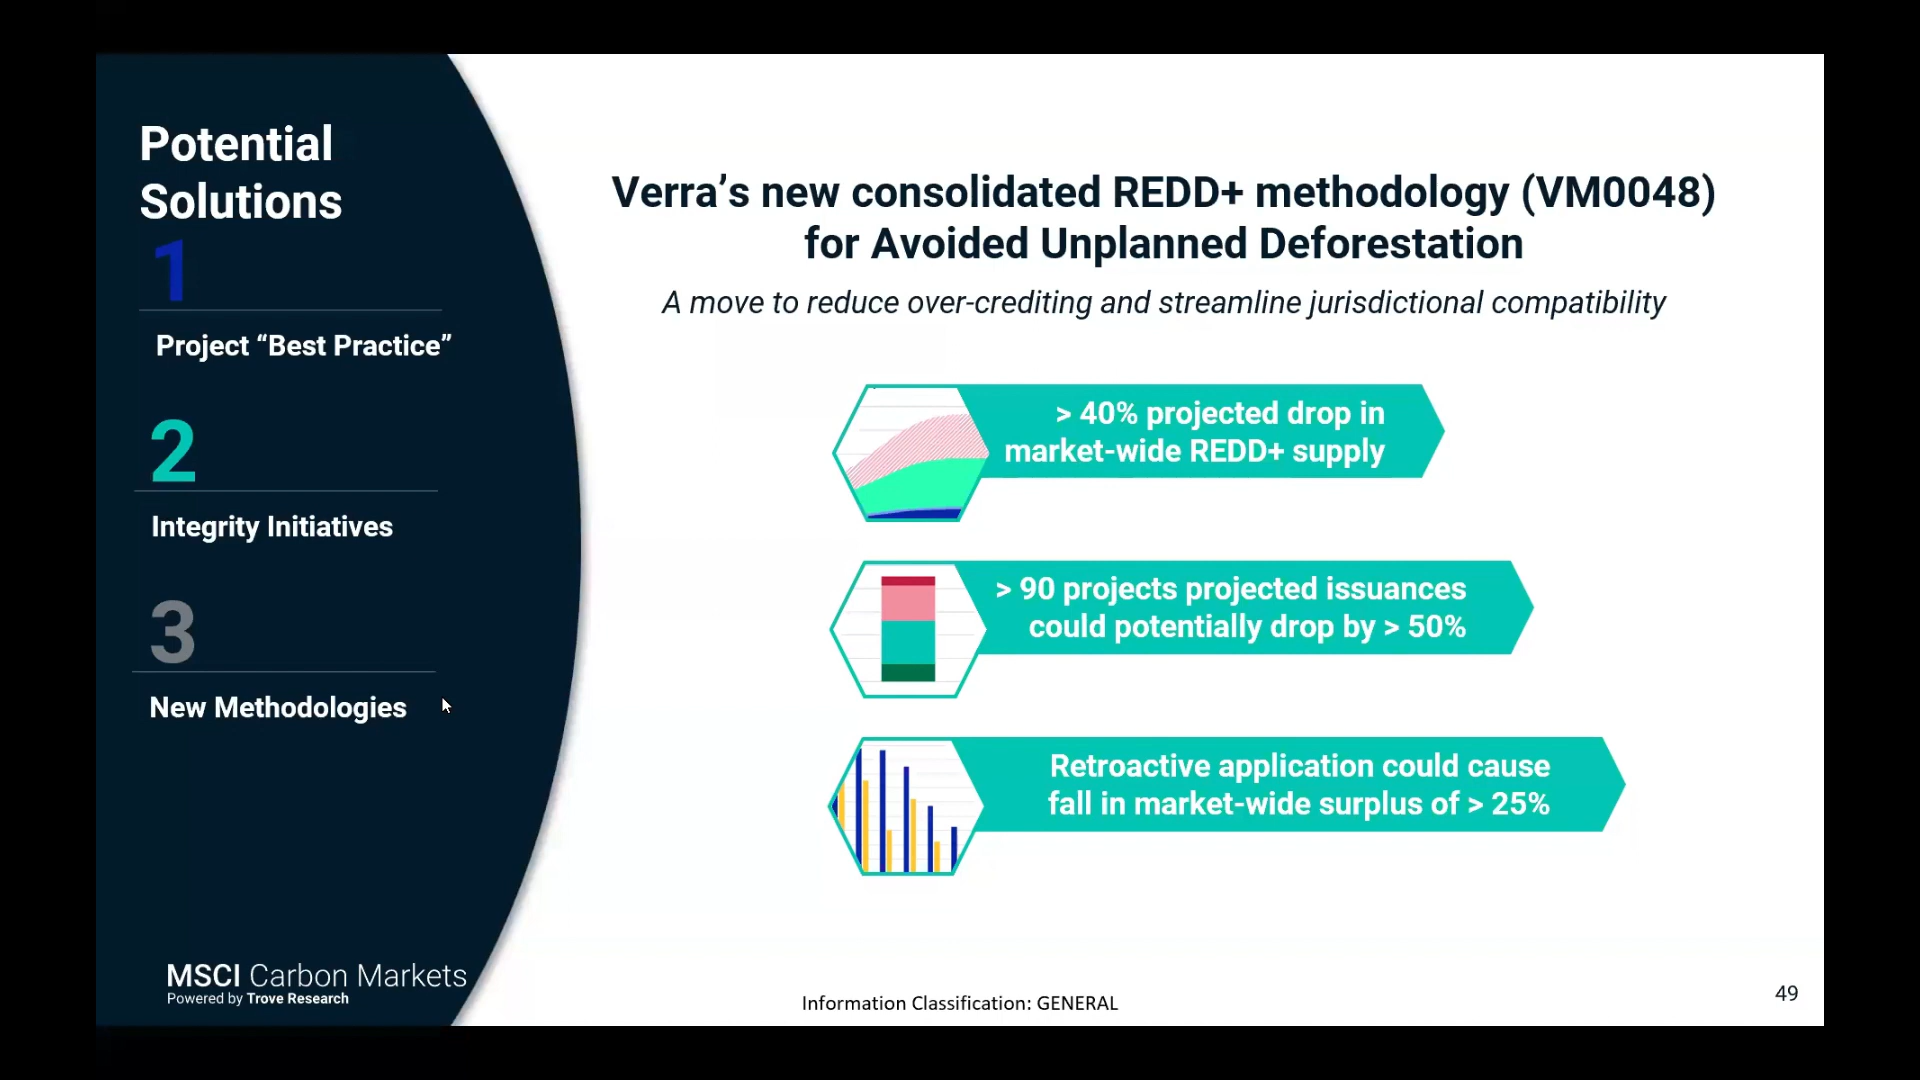 Potential
Solutions
1
Project “Best Practice”
2
Integrity Initiatives
3
New Methodologies
MSCI Carbon Markets
Powered by Trove Research
Verra’s new consolidated REDD+ methodology (VM0048)
for Avoided Unplanned Deforestation
A move to reduce over-crediting and streamline jurisdictional compatibility
> 40% projected drop in
market-wide REDD+ supply
> 90 projects projected issuances
could potentially drop by > 50%
Retroactive application could cause
fall in market-wide surplus of > 25%
Information Classification: GENERAL
49